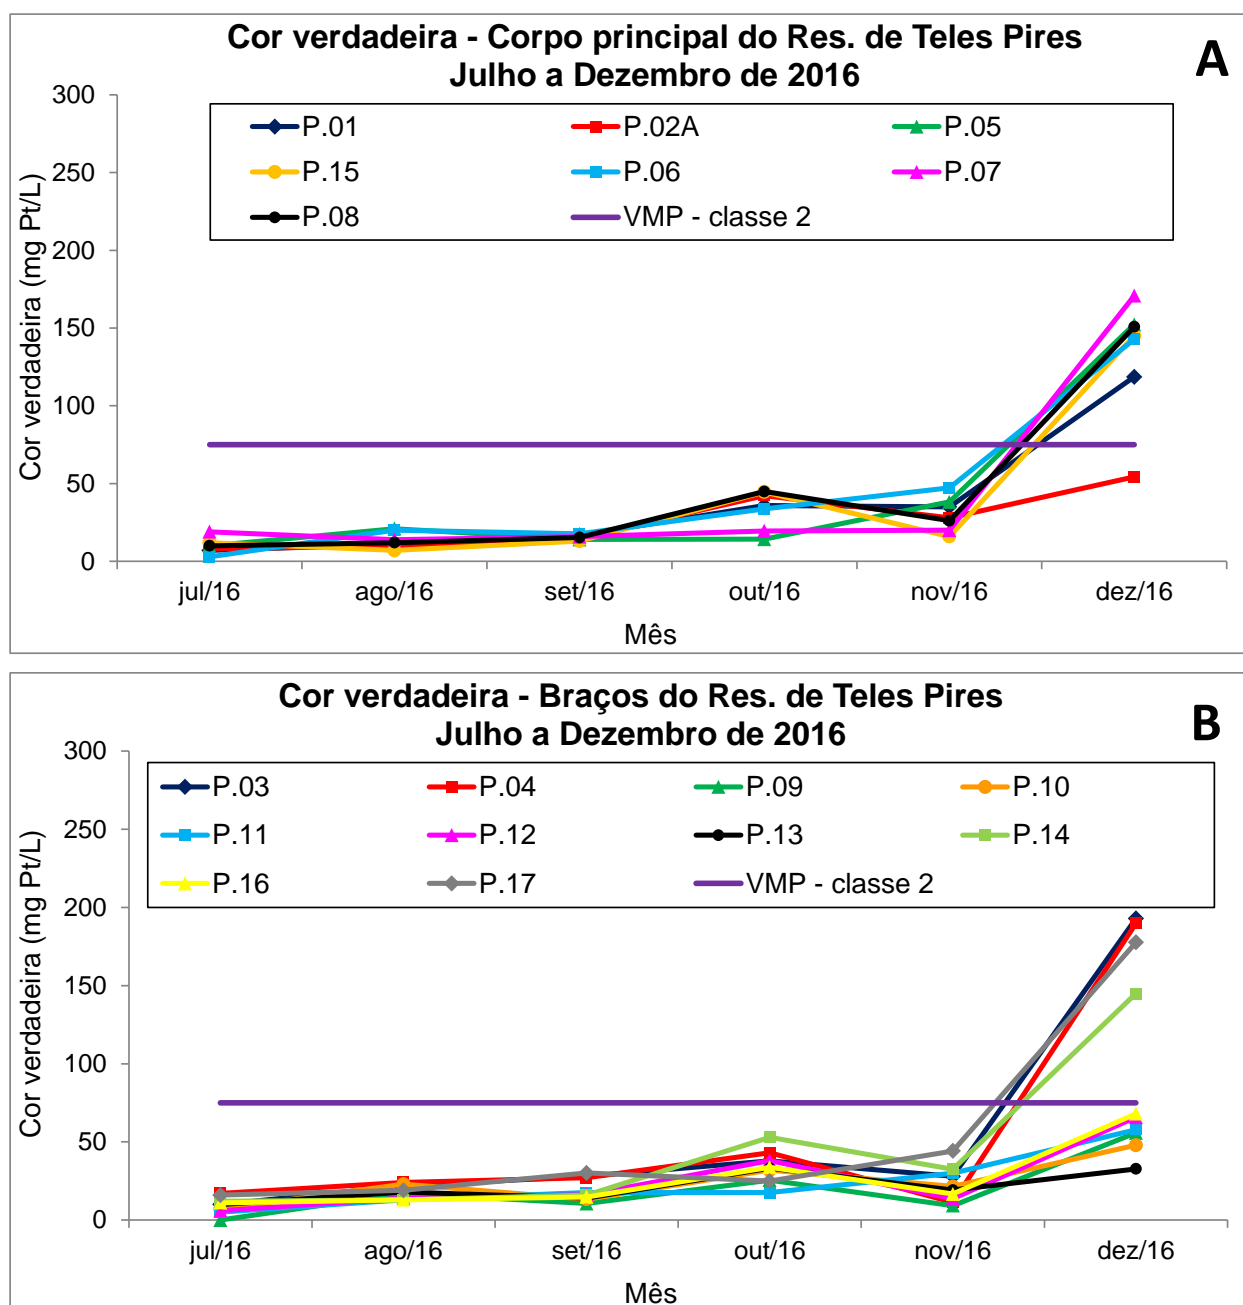 Cor verdadeira - Corpo principal do Res. de Teles Pires
Julho a Dezembro de 2016
A
300
250
200
150
100
50
0
Cor verdadeira (mg Pt/L)
P.01 P.02A P.05
P.15 P.06 P.07
P.08 VMP - classe 2
jul/16 ago/16 set/16 out/16 nov/16 dez/16
Mês
Cor verdadeira - Braços do Res. de Teles Pires
Julho a Dezembro de 2016
B
300
250
200
150
100
50
0
Cor verdadeira (mg Pt/L)
P.03 P.04 P.09 P.10
P.11 P.12 P.13 P.14
P.16 P.17 VMP - classe 2
jul/16 ago/16 set/16 out/16 nov/16 dez/16
Mês